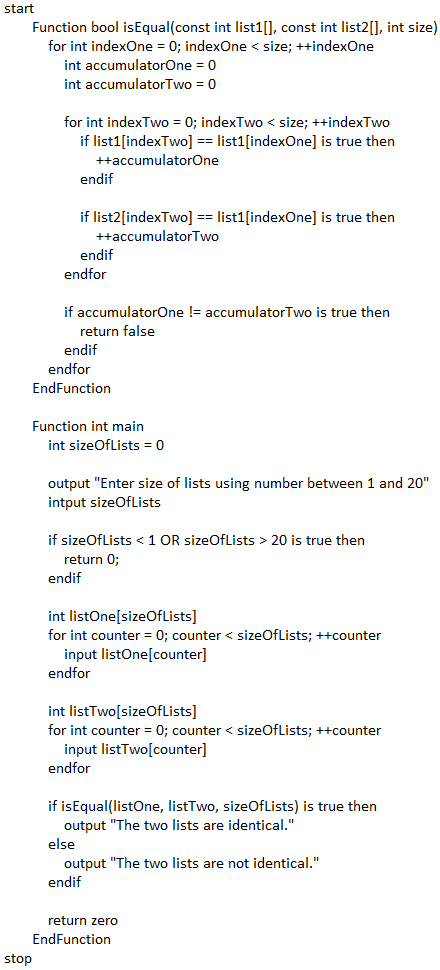 start
Function bool isEqual(const int list1[], const int list2[], int size)
for int indexOne = 0; indexOne < size; ++indexOne
int accumulatorOne = 0
int accumulatorTwo = 0
for int indexTwo = 0; indexTwo < size; ++indexTwo
if list1[indexTwo] == list1[indexOne] is true then
++accumulatorOne
endif
if list2[indexTwo] == list1[indexOne] is true then
++accumulatorTwo
endif
endfor
if accumulatorOne != accumulatorTwo is true then
return false
endif
endfor
EndFunction
Function int main
int sizeOfLists = 0
output "Enter size of lists using number between 1 and 20"
intput sizeOfLists
if sizeOfLists < 1 OR sizeOfLists > 20 is true then
return 0;
endif
int listOne[sizeOfLists]
for int counter = 0; counter < sizeOfLists; ++counter
input listOne[counter]
endfor
int listTwo[sizeOfLists]
for int counter = 0; counter < sizeOfLists; ++counter
input listTwo[counter]
endfor
if isEqual(listOne, listTwo, sizeOfLists) is true then
output "The two lists are identical."
else
output "The two lists are not identical."
endif
return zero
EndFunction
stop